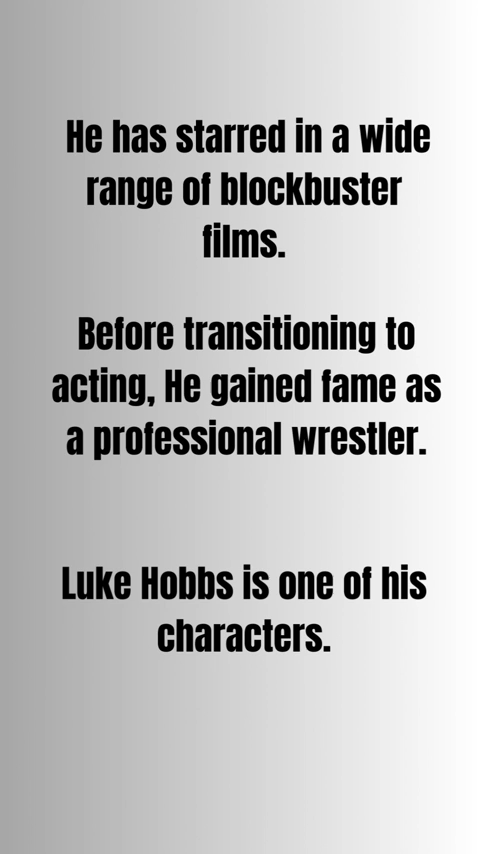 He has starred in a wide
range of blockbuster
films.
Before transitioning to
acting, He gained fame as
a professional wrestler.
Luke Hobbs is one of his
characters.